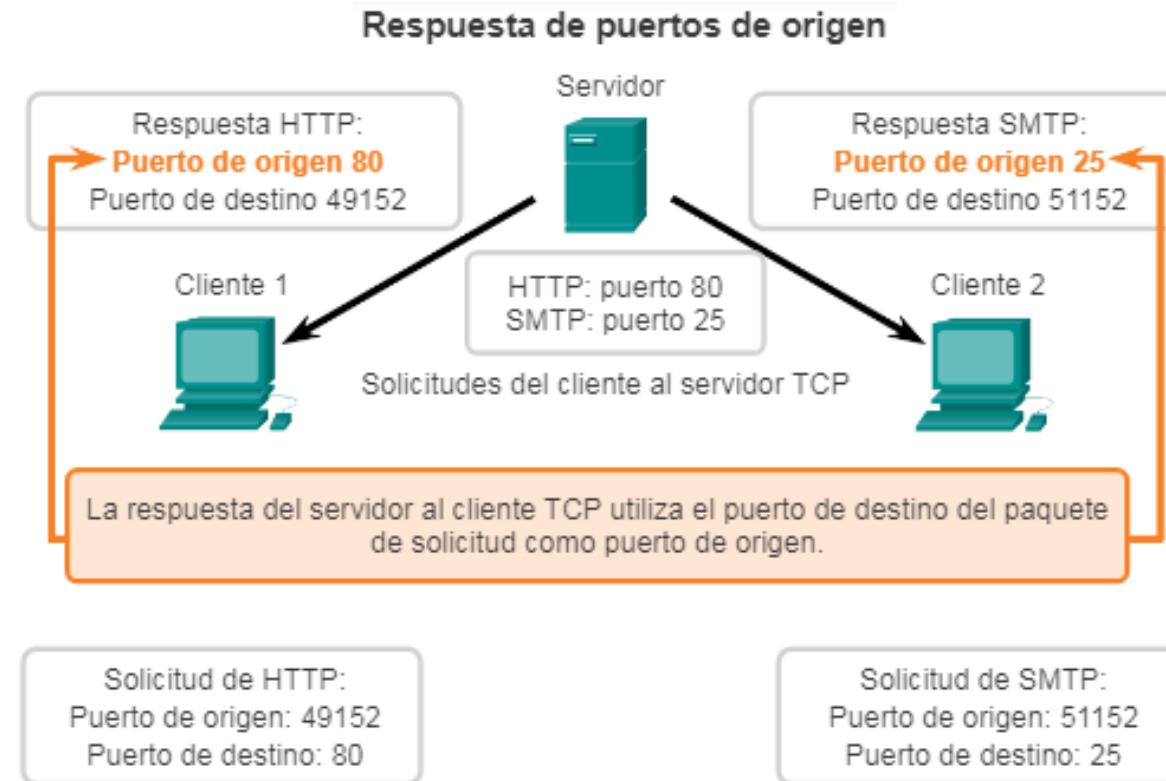 Respuesta de puertos de origen
Servidor
Respuesta HTTP:
Puerto de origen 80
Puerto de destino 49152
Respuesta SMTP:
Puerto de origen 25
Puerto de destino 51152
Cliente 1
HTTP: puerto 80
SMTP: puerto 25
Cliente 2
Solicitudes del cliente al servidor TCP
La respuesta del servidor al cliente TCP utiliza el puerto de destino del paquete
de solicitud como puerto de origen.
Solicitud de HTTP:
Puerto de origen: 49152
Puerto de destino: 80
Solicitud de SMTP:
Puerto de origen: 51152
Puerto de destino: 25